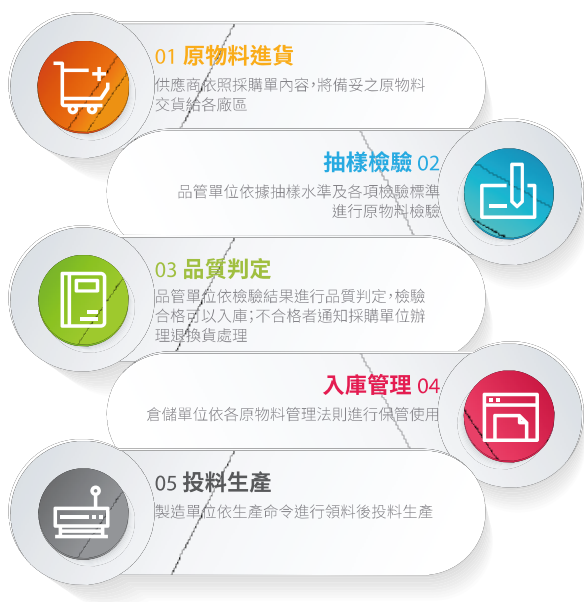 01 原物料進貨
供應商依照採購單內容,將備妥之原物料
交貨給各廠區
抽樣檢驗 02
品管單位依據抽樣水準及各項檢驗標準
進行原物料檢驗
03 品質判定
品管單位依檢驗結果進行品質判定,檢驗
合格可以入庫;不合格者通知採購單位辦
理退換貨處理
入庫管理 04
倉儲單位依各原物料管理法則進行保管使用
05 投料生產
製造單位依生產命令進行領料後投料生產